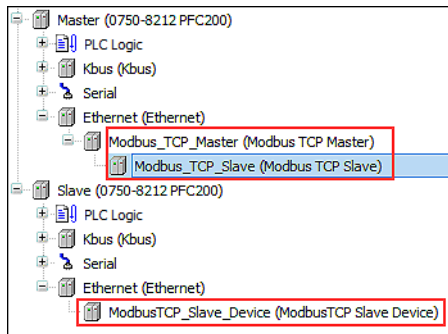 Master (0750-8212 PFC200)
PLC Logic
Kbus (Kbus)
Serial
Ethernet (Ethernet)
Modbus_TCP_Master (Modbus TCP Master)
Modbus_TCP_Slave (Modbus TCP Slave)
Slave (0750-8212 PFC200)
PLC Logic
Kbus (Kbus)
Serial
Ethernet (Ethernet)
ModbusTCP_Slave_Device (ModbusTCP Slave Device)